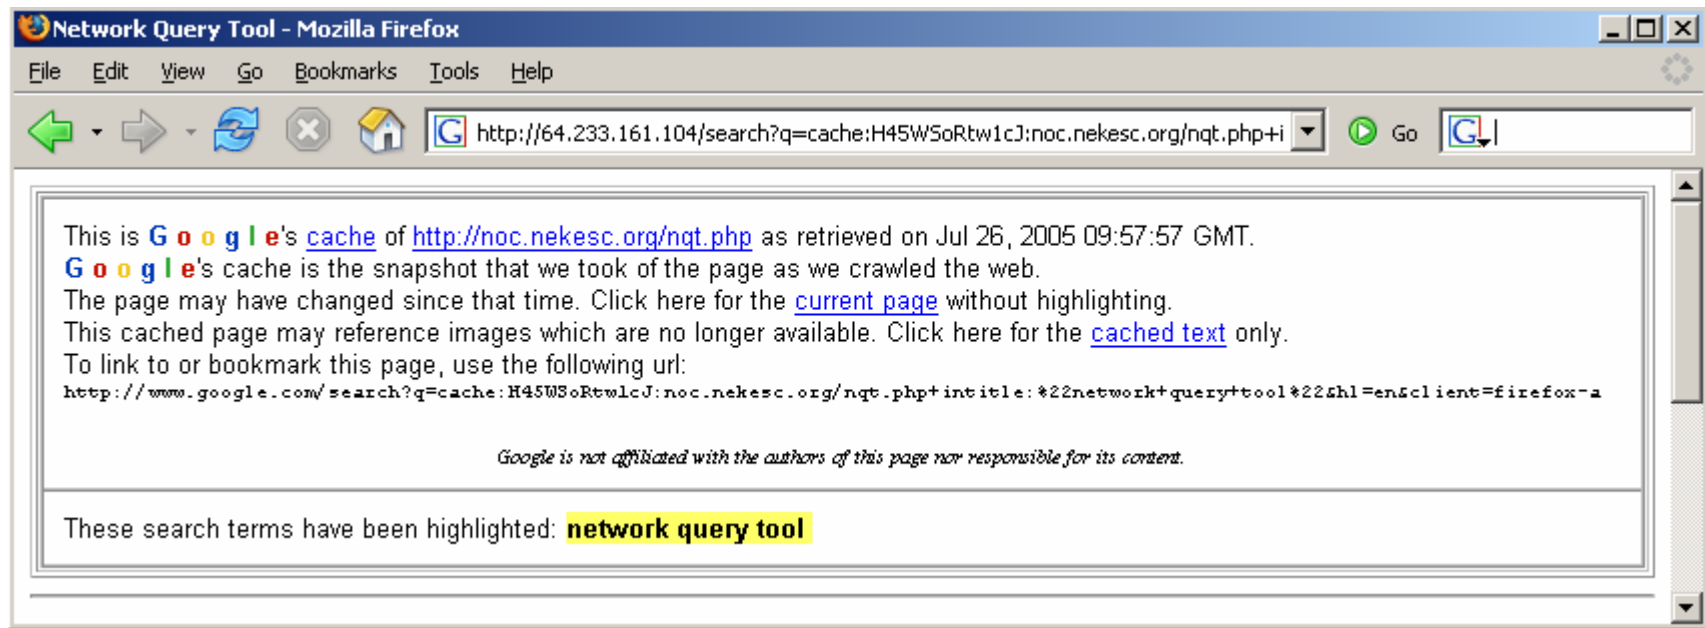 Network Query Tool - Mozilla Firefox
File Edit View Go Bookmarks Tools Help
http://64.233.161.104/search?q=cache:H45WSoRtw1cJ:noc.nekesc.org/nqt.php+i Go
This is Google's cache of http://noc.nekesc.org/nqt.php as retrieved on Jul 26, 2005 09:57:57 GMT.
Google's cache is the snapshot that we took of the page as we crawled the web.
The page may have changed since that time. Click here for the current page without highlighting.
This cached page may reference images which are no longer available. Click here for the cached text only.
To link to or bookmark this page, use the following url:
http://www.google.com/search?q=cache:H45WSoRtw1cJ:noc.nekesc.org/nqt.php+intitle:%22network+query+tool%22&hl=en&client=firefox-a
Google is not affiliated with the authors of this page nor responsible for its content.
These search terms have been highlighted: network query tool